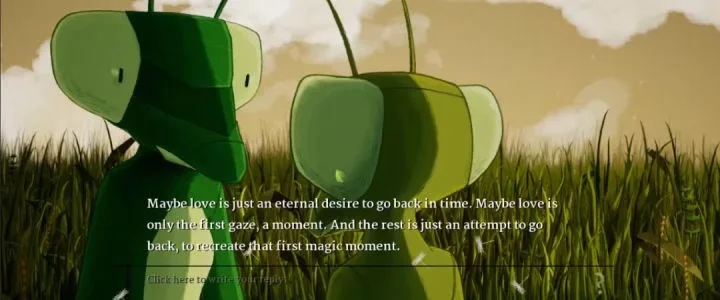 Maybe love is just an eternal desire to go back in time. Maybe love is
only the first gaze, a moment. And the rest is just an attempt to go
back, to recreate that first magic moment.
Click here to write your reply!